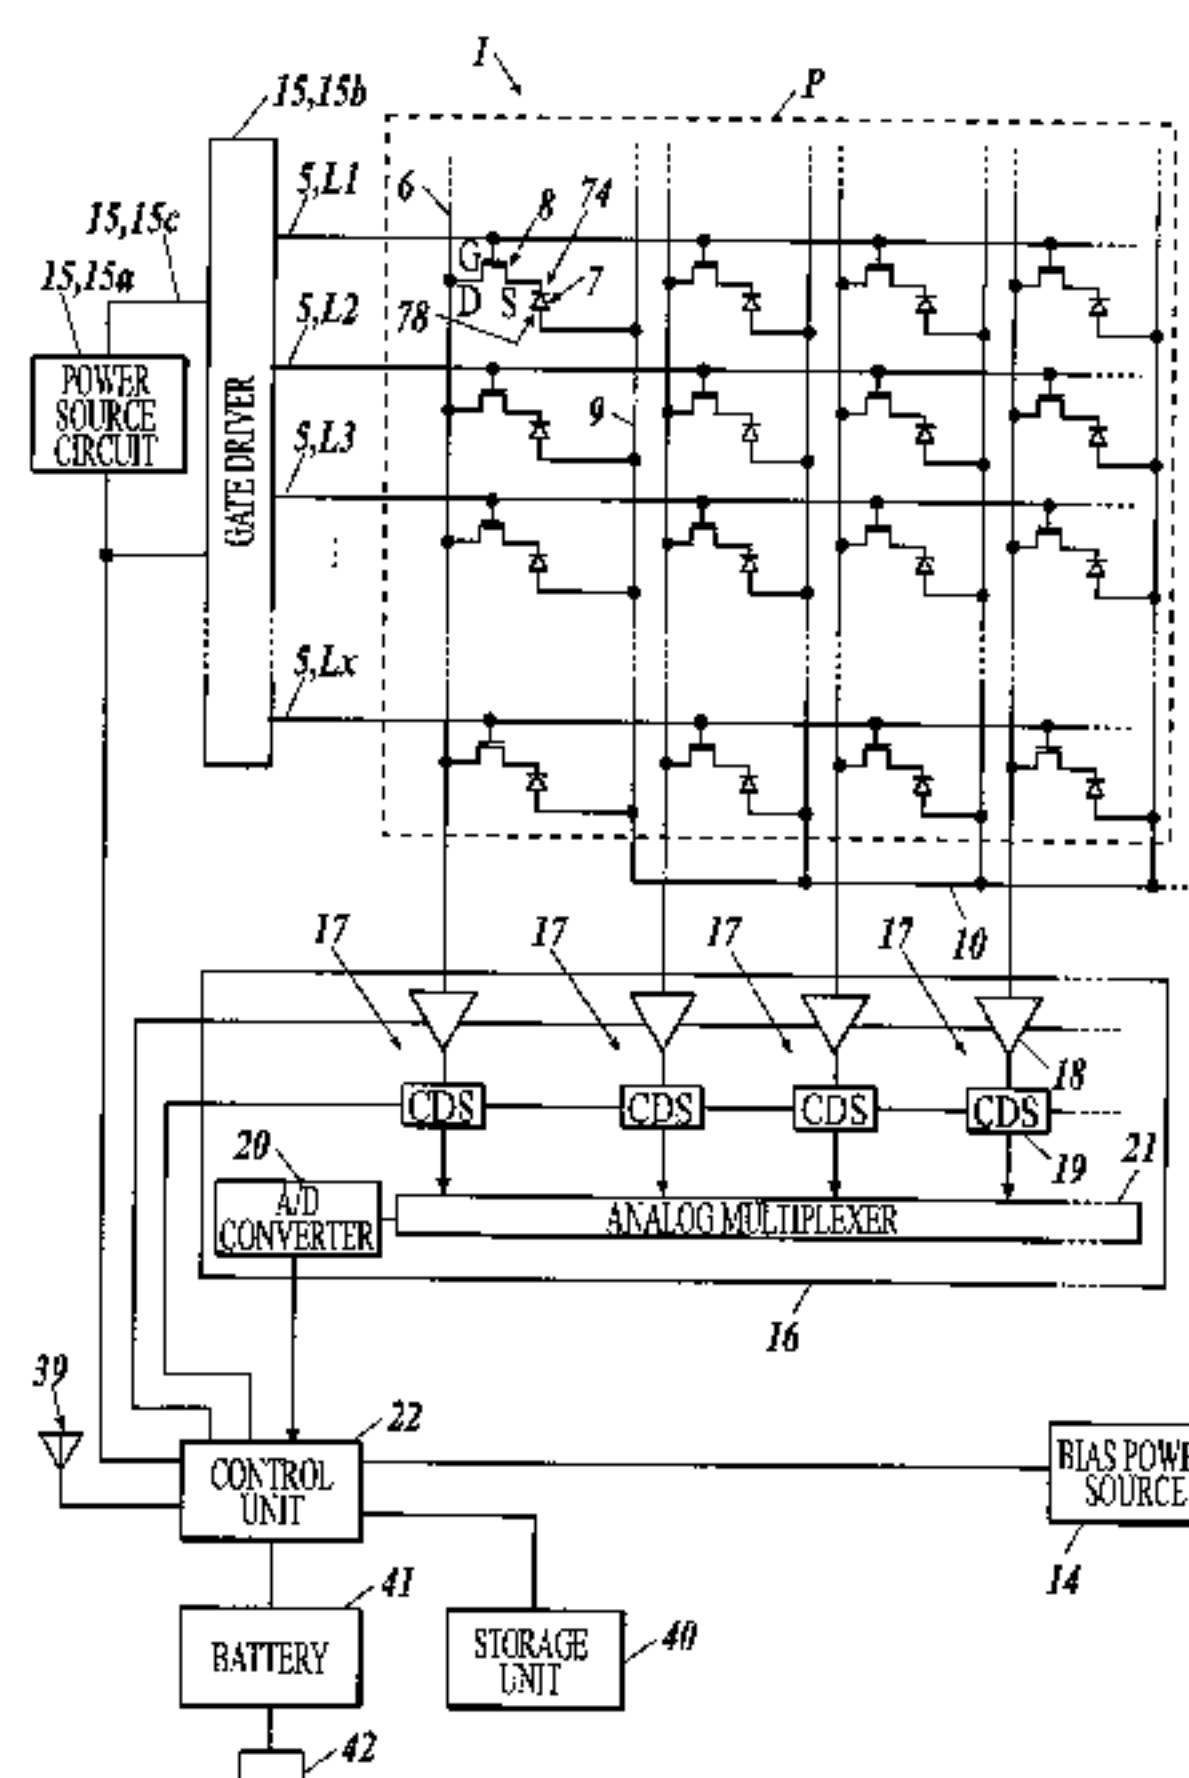 1
P
15,15b
5,L1
6
8
74
15,15c
G
15,15a
5,L2
D S
7
78
POWER
SOURCE
CIRCUIT
GATE DRIVER
9
5,L3
5,Lx
17
17
17
17
10
18
CDS
CDS
CDS
CDS
20
19
21
A/D
CONVERTER
ANALOG MULTIPLEXER
16
39
22
CONTROL
UNIT
BIAS
SOURCE
14
41
BATTERY
STORAGE
UNIT
40
42